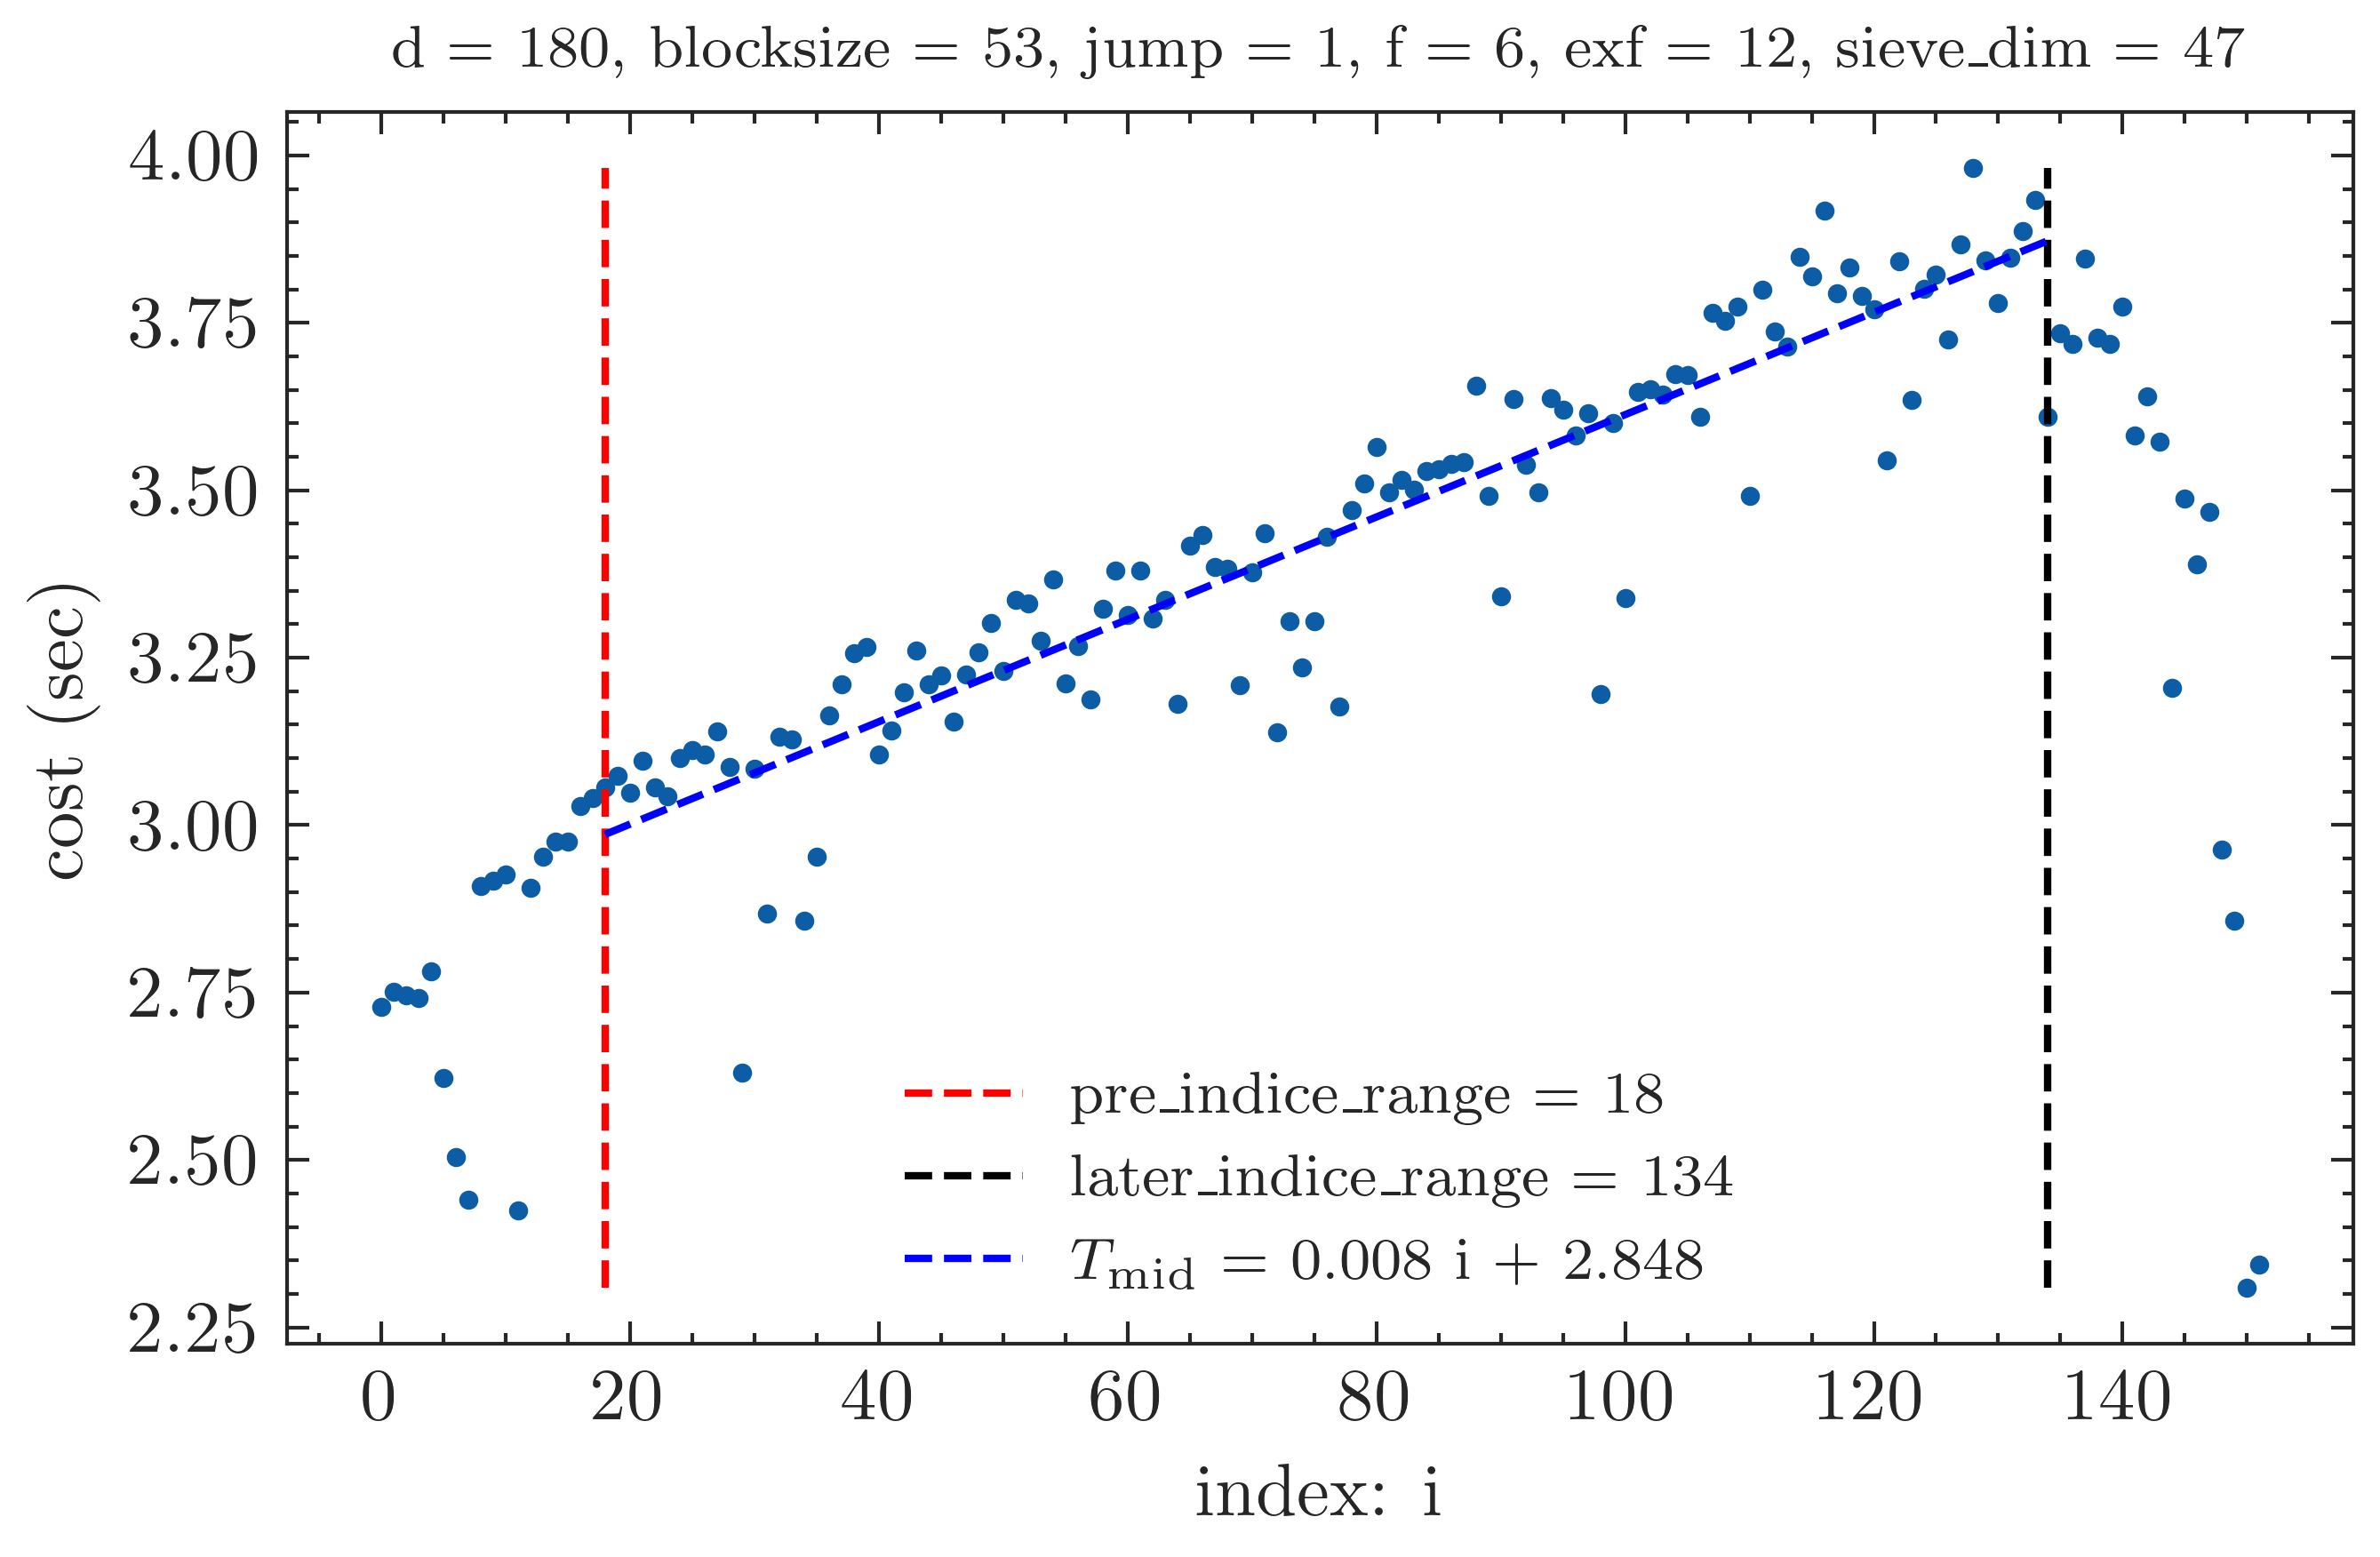 d = 180, blocksize = 53, jump = 1, f = 6, exf = 12, sieve_dim = 47
4.00
3.75
3.50
3.25
3.00
2.75
2.50
2.25
cost (sec)
pre_indice_range = 18
later_indice_range = 134
T_mid = 0.008 i + 2.848
0 20 40 60 80 100 120 140
index: i